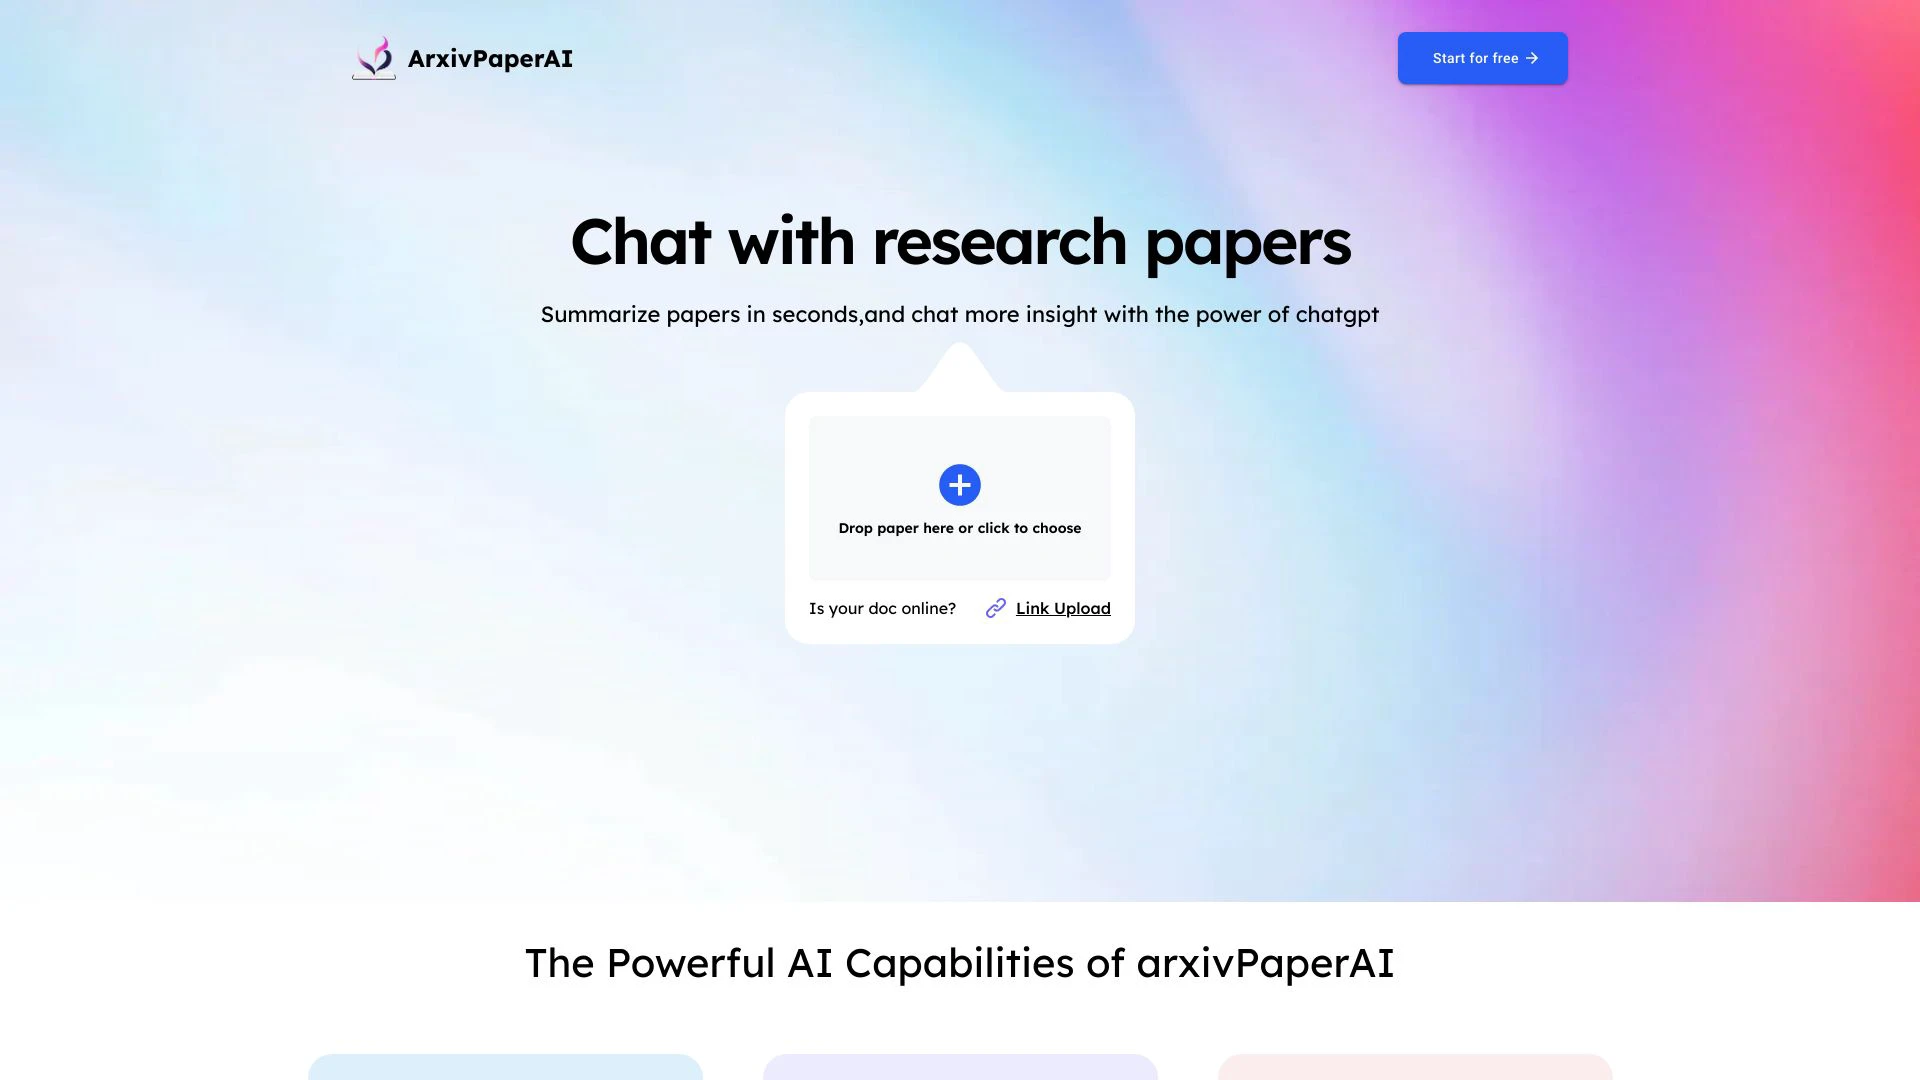 ArxivPaperAI
Start for free
Chat with research papers
Summarize papers in seconds,and chat more insight with the power of chatgpt
Drop paper here or click to choose
Is your doc online?
Link Upload
The Powerful AI Capabilities of arxivPaperAI